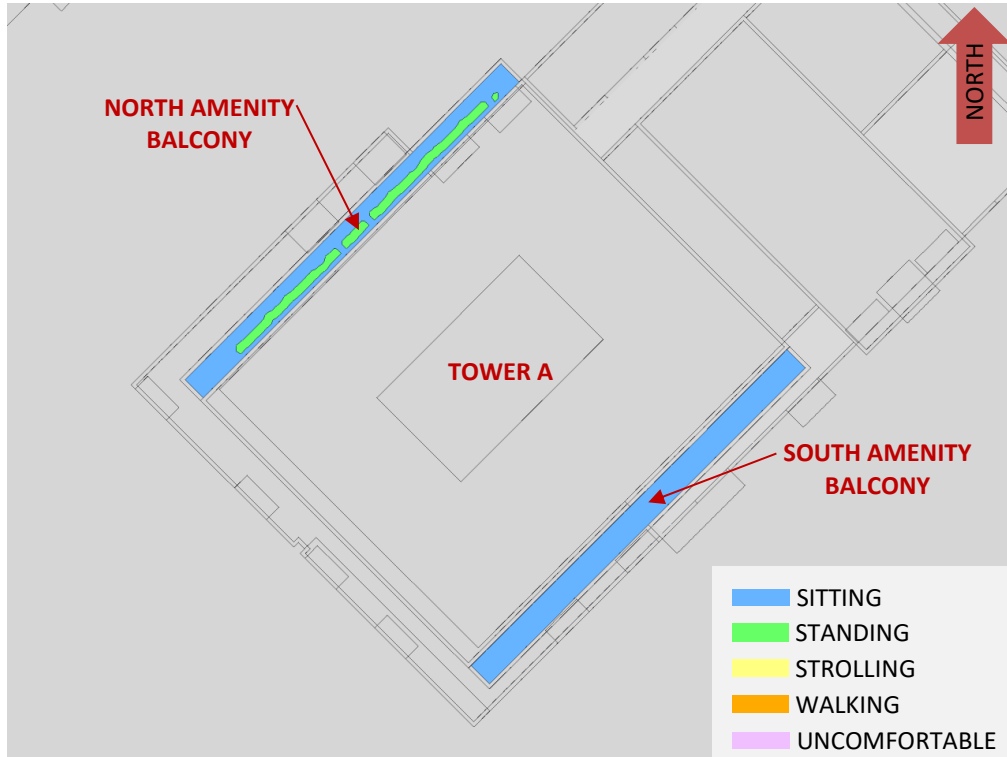 NORTH
NORTH AMENITY
BALCONY
TOWER A
SOUTH AMENITY
BALCONY
SITTING
STANDING
STROLLING
WALKING
UNCOMFORTABLE